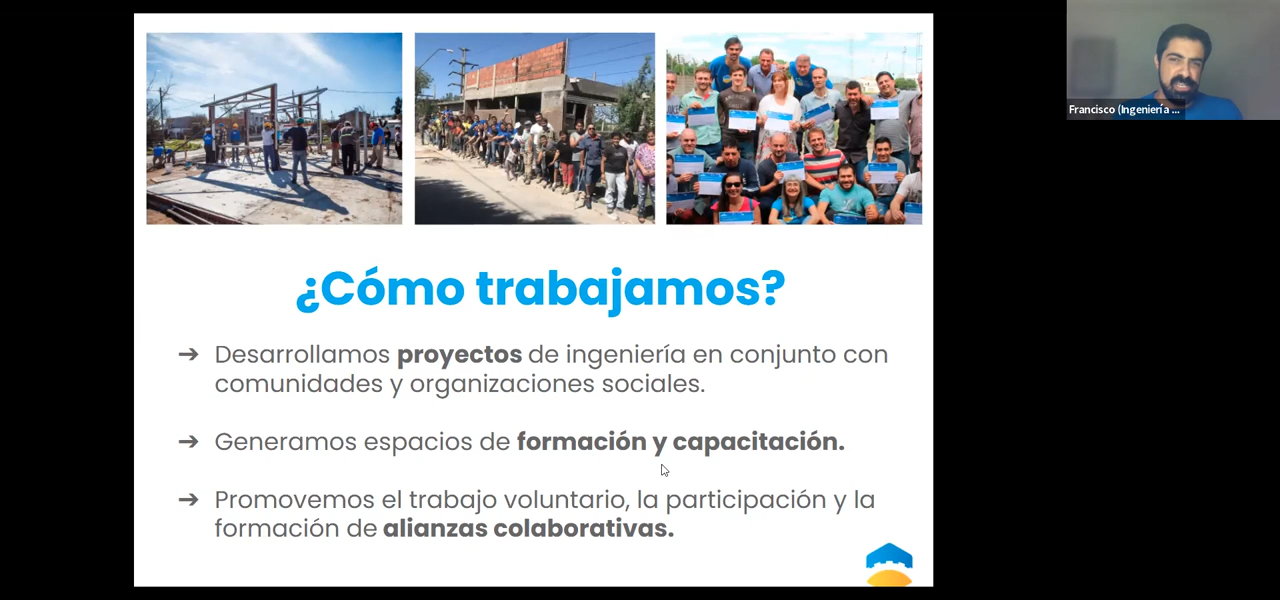 Francisco (Ingeniería ...
¿Cómo trabajamos?
➔ Desarrollamos proyectos de ingeniería en conjunto con
comunidades y organizaciones sociales.
➔ Generamos espacios de formación y capacitación.
➔ Promovemos el trabajo voluntario, la participación y la
formación de alianzas colaborativas.